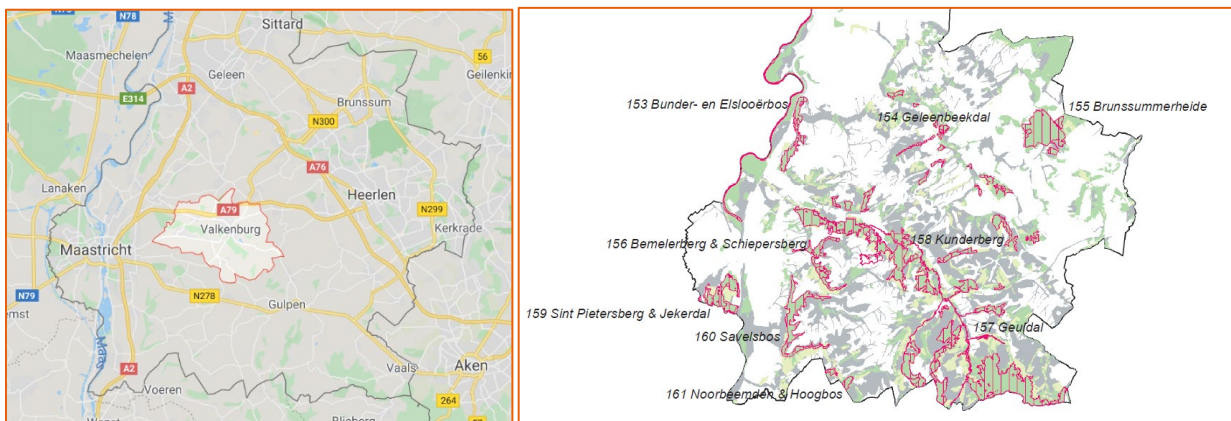 N78
N76
Sittard
Maasmechelen
56
Geleen
Geilenkir
A2
E314
Brunssum
N300
A76
Lanaken
Heerlen
A79
N299
Valkenburg
Kerkrade
Maastricht
N79
N278
Gulpen
Maas
A2
Vaals
Aken
Voeren
264
153 Bunder- en Elslooërbos
154 Geleenbeekdal
155 Brunssummerheide
156 Bemelerberg & Schiepersberg
158 Kunderberg
159 Sint Pietersberg & Jekerdal
160 Savelsbos
157 Geuldal
161 Noorbeemden & Hoogbos